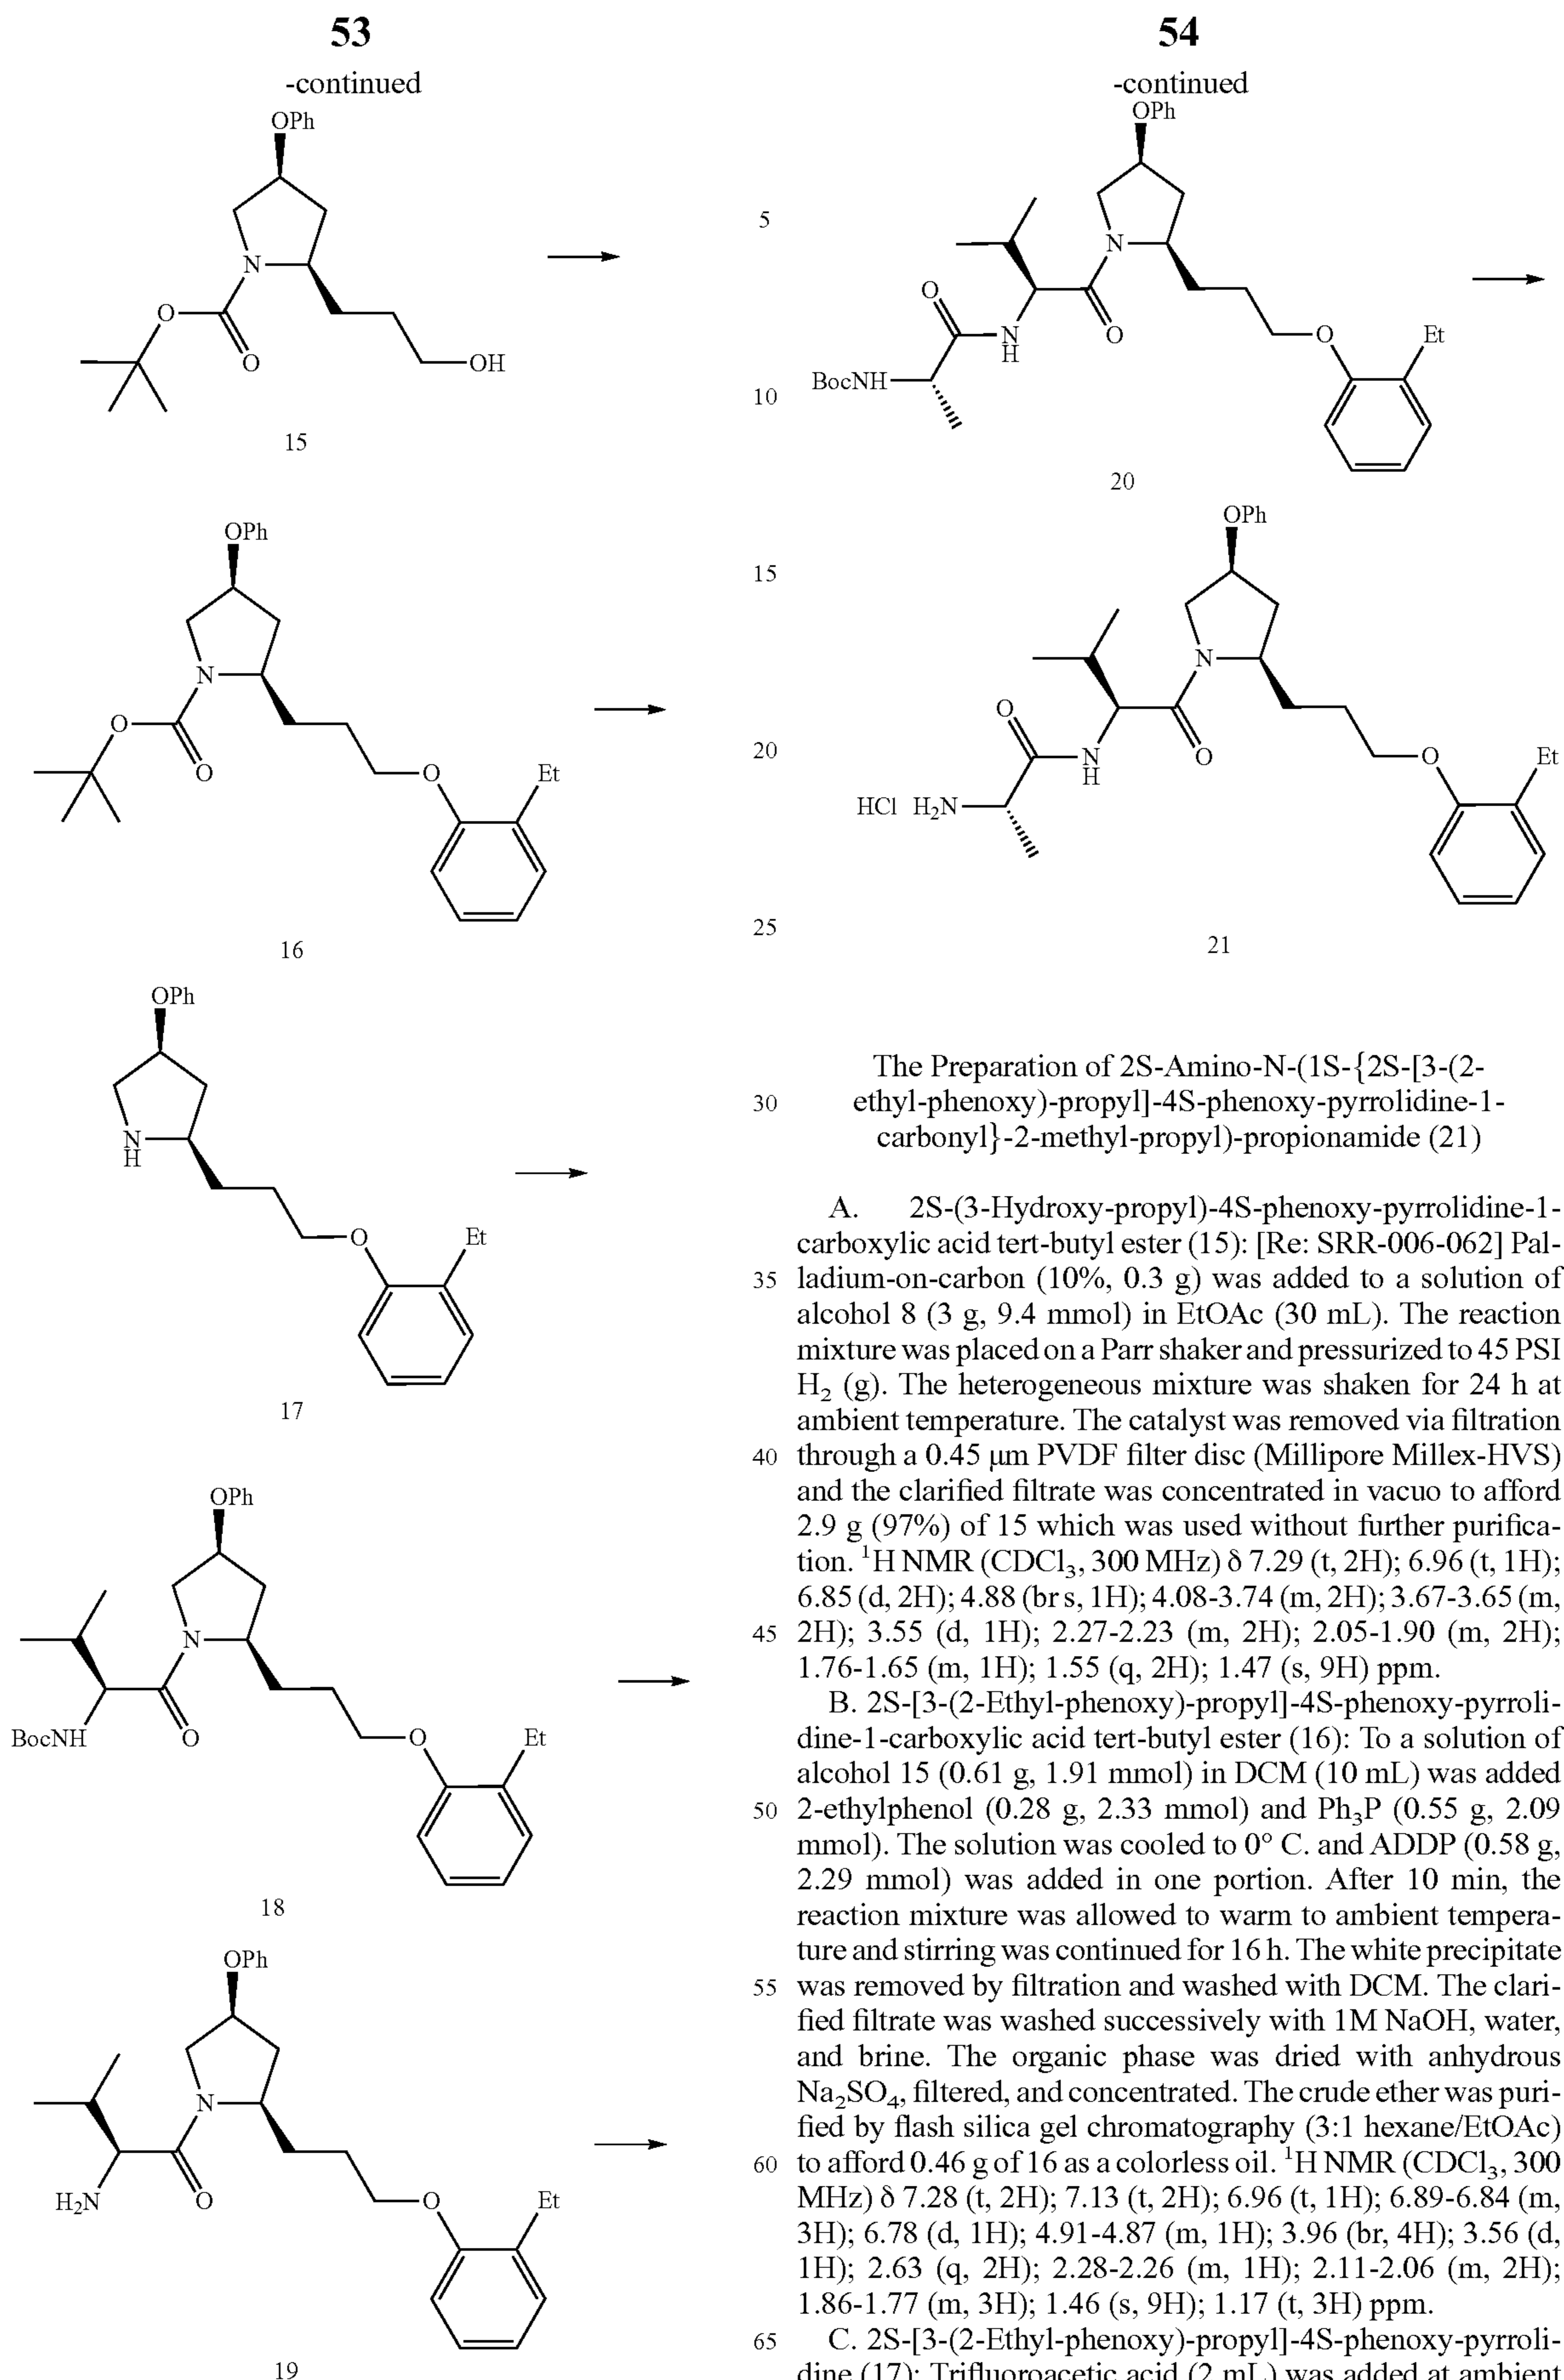 53
-continued
OPh
N
O
O
OH
15
OPh
N
O
O
O
Et
16
OPh
N
H
O
Et
17
OPh
N
BocNH
O
O
Et
18
OPh
N
H₂N
O
O
Et
19
54
-continued
OPh
5
N
O
N
H
O
O
Et
BocNH
10
20
OPh
15
N
O
N
H
O
O
Et
20
HCl H₂N
25
21
The Preparation of 2S-Amino-N-(1S-{2S-[3-(2-
30 ethyl-phenoxy)-propyl]-4S-phenoxy-pyrrolidine-1-
carbonyl}-2-methyl-propyl)-propionamide (21)
A. 2S-(3-Hydroxy-propyl)-4S-phenoxy-pyrrolidine-1-
carboxylic acid tert-butyl ester (15): [Re: SRR-006-062] Pal-
35 ladium-on-carbon (10%, 0.3 g) was added to a solution of
alcohol 8 (3 g, 9.4 mmol) in EtOAc (30 mL). The reaction
mixture was placed on a Parr shaker and pressurized to 45 PSI
H₂ (g). The heterogeneous mixture was shaken for 24 h at
ambient temperature. The catalyst was removed via filtration
40 through a 0.45 μm PVDF filter disc (Millipore Millex-HVS)
and the clarified filtrate was concentrated in vacuo to afford
2.9 g (97%) of 15 which was used without further purifica-
tion. ¹H NMR (CDCl₃, 300 MHz) δ 7.29 (t, 2H); 6.96 (t, 1H);
6.85 (d, 2H); 4.88 (br s, 1H); 4.08-3.74 (m, 2H); 3.67-3.65 (m,
45 2H); 3.55 (d, 1H); 2.27-2.23 (m, 2H); 2.05-1.90 (m, 2H);
1.76-1.65 (m, 1H); 1.55 (q, 2H); 1.47 (s, 9H) ppm.
B. 2S-[3-(2-Ethyl-phenoxy)-propyl]-4S-phenoxy-pyrroli-
dine-1-carboxylic acid tert-butyl ester (16): To a solution of
alcohol 15 (0.61 g, 1.91 mmol) in DCM (10 mL) was added
50 2-ethylphenol (0.28 g, 2.33 mmol) and Ph₃P (0.55 g, 2.09
mmol). The solution was cooled to 0° C. and ADDP (0.58 g,
2.29 mmol) was added in one portion. After 10 min, the
reaction mixture was allowed to warm to ambient tempera-
ture and stirring was continued for 16 h. The white precipitate
55 was removed by filtration and washed with DCM. The clari-
fied filtrate was washed successively with 1M NaOH, water,
and brine. The organic phase was dried with anhydrous
Na₂SO₄, filtered, and concentrated. The crude ether was puri-
fied by flash silica gel chromatography (3:1 hexane/EtOAc)
60 to afford 0.46 g of 16 as a colorless oil. ¹H NMR (CDCl₃, 300
MHz) δ 7.28 (t, 2H); 7.13 (t, 2H); 6.96 (t, 1H); 6.89-6.84 (m,
3H); 6.78 (d, 1H); 4.91-4.87 (m, 1H); 3.96 (br, 4H); 3.56 (d,
1H); 2.63 (q, 2H); 2.28-2.26 (m, 1H); 2.11-2.06 (m, 2H);
1.86-1.77 (m, 3H); 1.46 (s, 9H); 1.17 (t, 3H) ppm.
65 C. 2S-[3-(2-Ethyl-phenoxy)-propyl]-4S-phenoxy-pyrroli-
dine (17): Trifluoroacetic acid (2 mL) was added at ambient